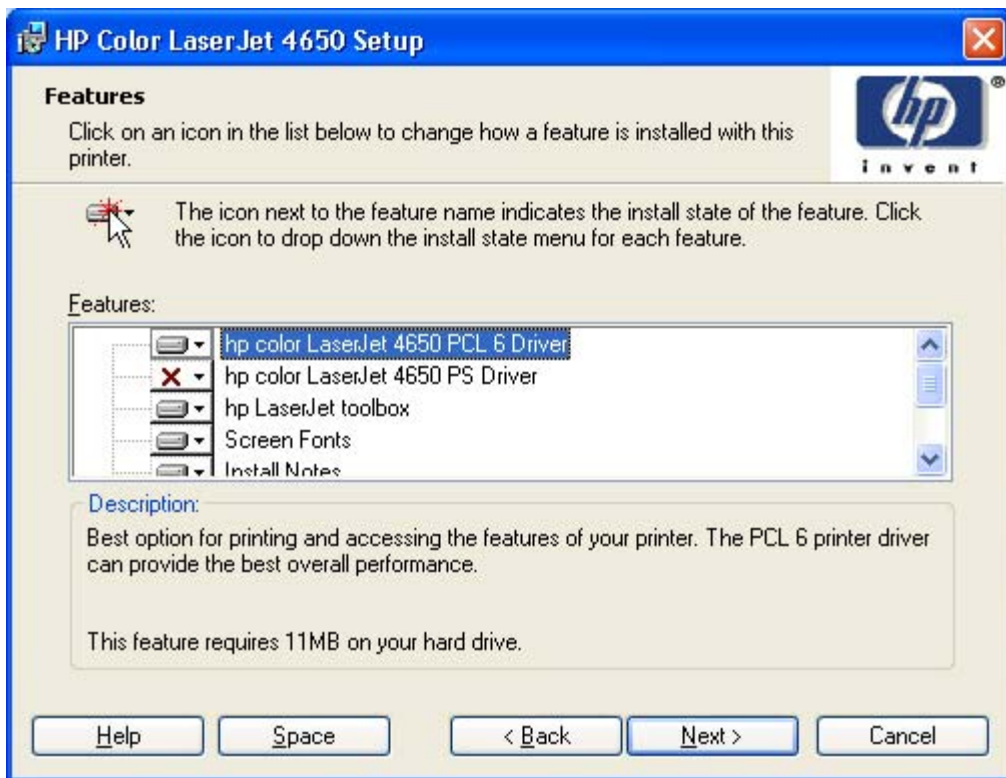 HP Color LaserJet 4650 Setup
Features
Click on an icon in the list below to change how a feature is installed with this
printer.
hp
®
invent
The icon next to the feature name indicates the install state of the feature. Click
the icon to drop down the install state menu for each feature.
Features:
hp color LaserJet 4650 PCL 6 Driver
hp color LaserJet 4650 PS Driver
hp LaserJet toolbox
Screen Fonts
Install Notes
Description:
Best option for printing and accessing the features of your printer. The PCL 6 printer driver
can provide the best overall performance.
This feature requires 11MB on your hard drive.
Help
Space
< Back
Next >
Cancel